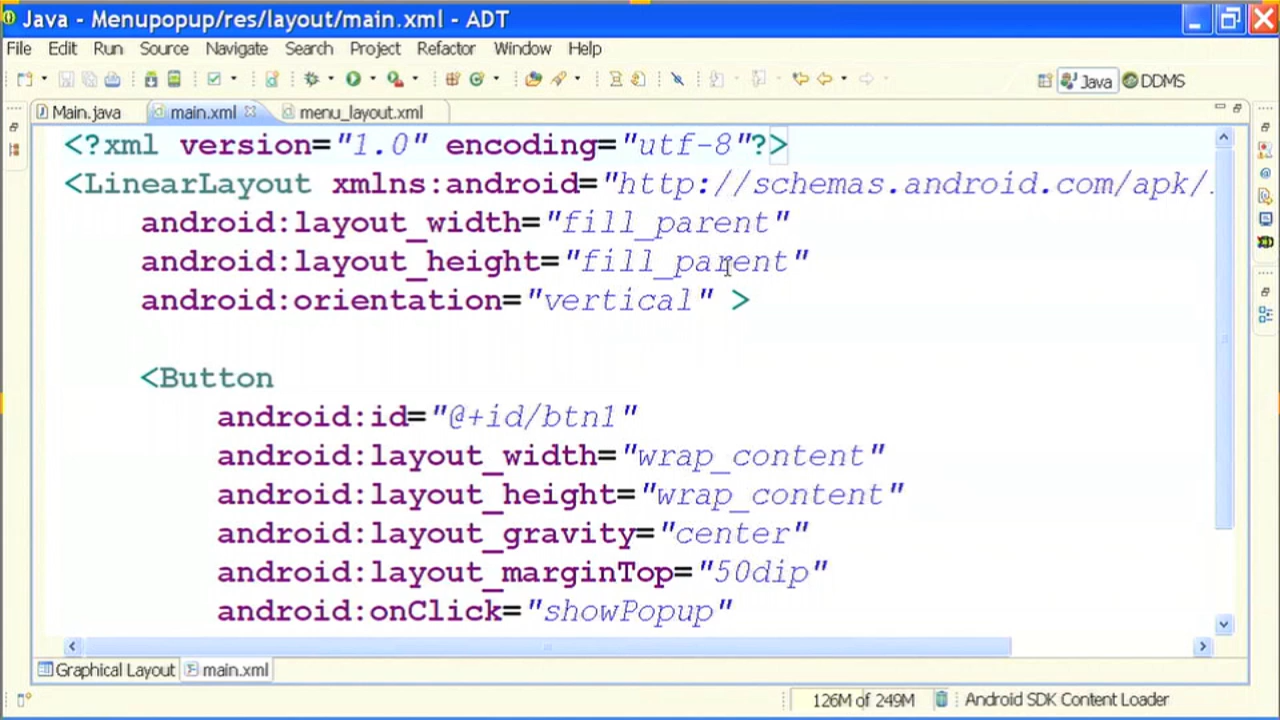 Java - Menupopup/res/layout/main.xml - ADT
File Edit Run Source Navigate Search Project Refactor Window Help
Java DDMS
Main.java main.xml menu_layout.xml
<?xml version="1.0" encoding="utf-8"?>
<LinearLayout xmlns:android="http://schemas.android.com/apk/
android:layout_width="fill_parent"
android:layout_height="fill_parent"
android:orientation="vertical" >
<Button
android:id="@+id/btn1"
android:layout_width="wrap_content"
android:layout_height="wrap_content"
android:layout_gravity="center"
android:layout_marginTop="50dip"
android:onClick="showPopup"
Graphical Layout main.xml
126M of 249M Android SDK Content Loader